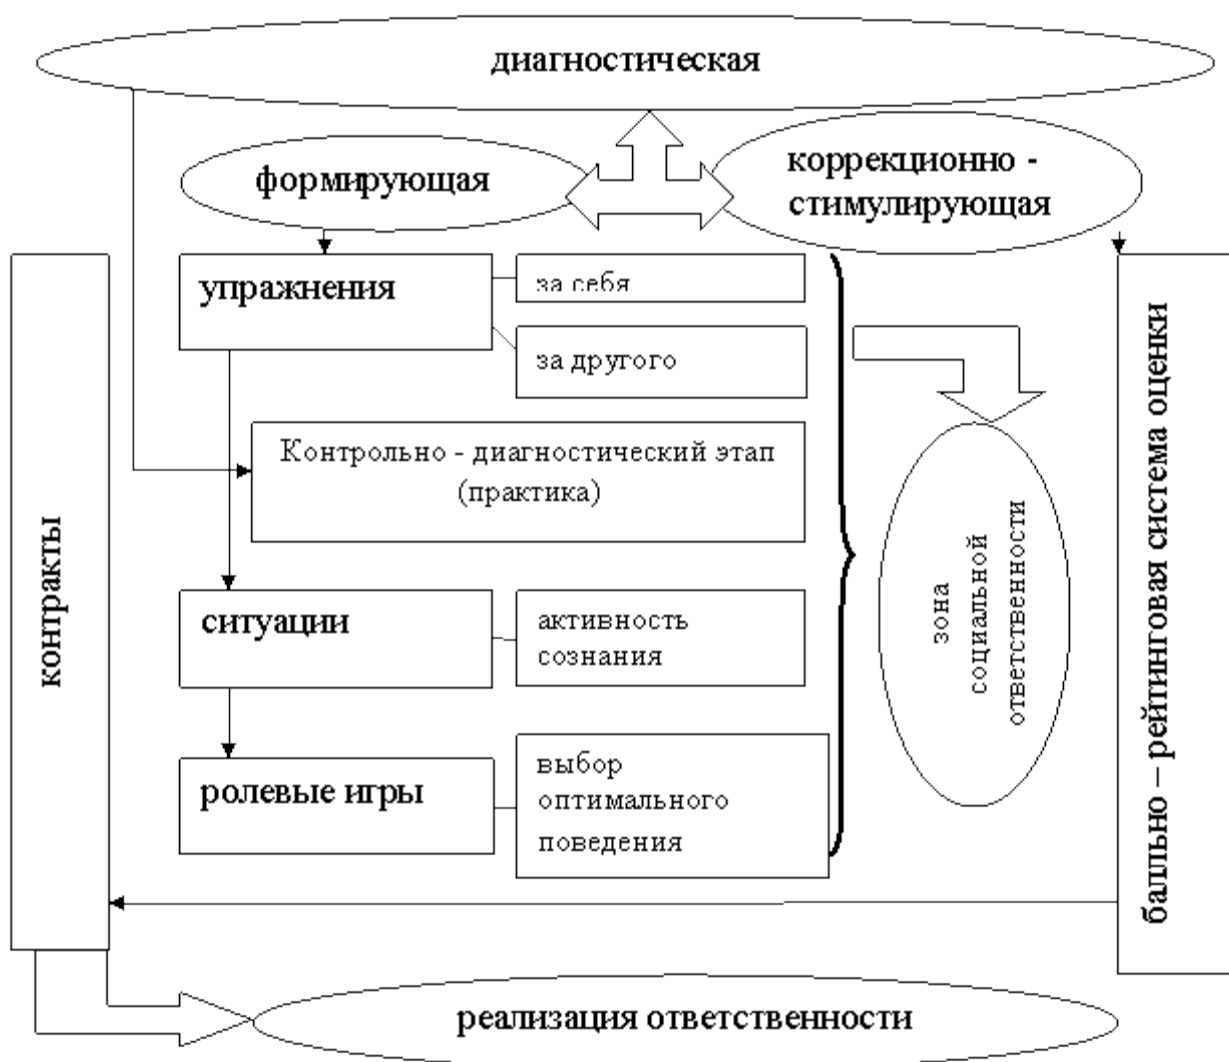 диагностическая
формирующая
коррекционно -
стимулирующая
упражнения
за себя
за другого
Контрольно - диагностический этап
(практика)
ситуации
активность
сознания
ролевые игры
выбор
оптимального
поведения
контракты
зона
социальной
ответственности
балльно – рейтинговая система оценки
реализация ответственности